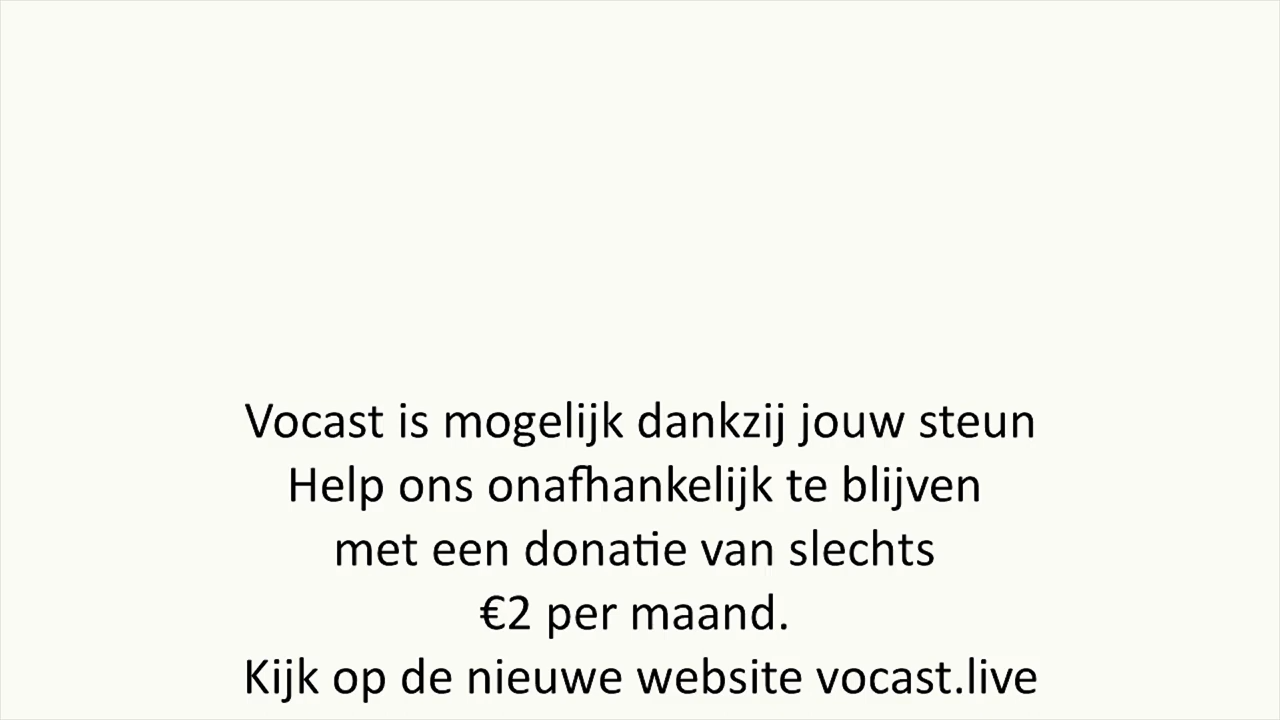 Vocast is mogelijk dankzij jouw steun
Help ons onafhankelijk te blijven
met een donatie van slechts
€2 per maand.
Kijk op de nieuwe website vocast.live